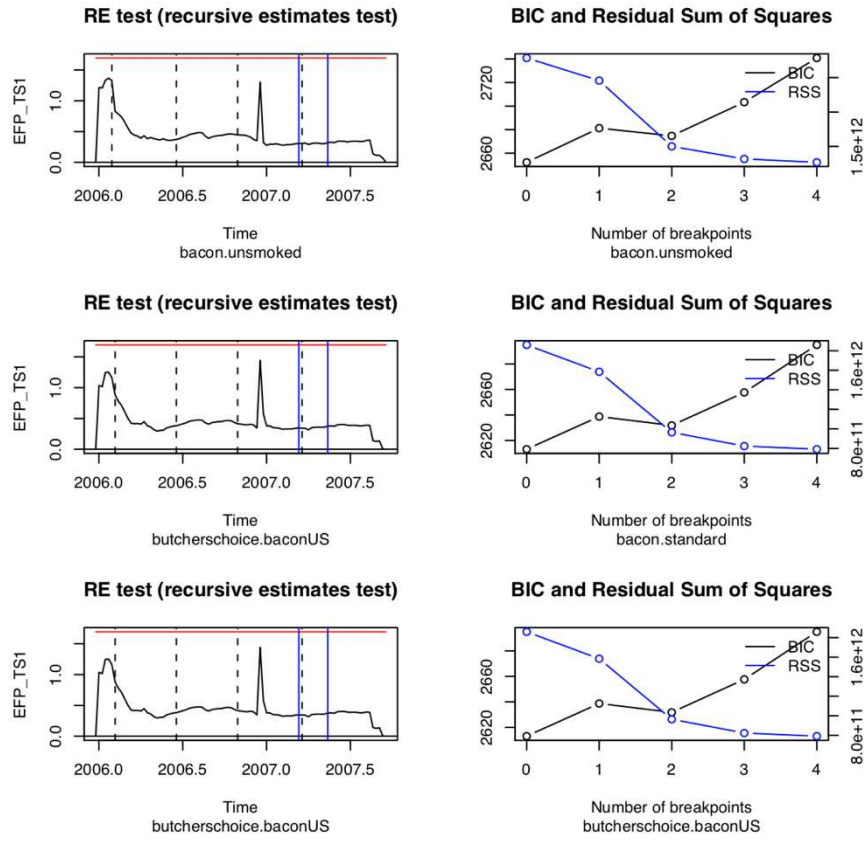 RE test (recursive estimates test)
EFP_TS1
0.0 1.0
2006.0 2006.5 2007.0 2007.5
Time
bacon.unsmoked
BIC and Residual Sum of Squares
BIC
RSS
2660 2720
1.5e+12
0 1 2 3 4
Number of breakpoints
bacon.unsmoked
RE test (recursive estimates test)
EFP_TS1
0.0 1.0
2006.0 2006.5 2007.0 2007.5
Time
butcherschoice.baconUS
BIC and Residual Sum of Squares
BIC
RSS
2620 2660
8.0e+11 1.6e+12
0 1 2 3 4
Number of breakpoints
bacon.standard
RE test (recursive estimates test)
EFP_TS1
0.0 1.0
2006.0 2006.5 2007.0 2007.5
Time
butcherschoice.baconUS
BIC and Residual Sum of Squares
BIC
RSS
2620 2660
8.0e+11 1.6e+12
0 1 2 3 4
Number of breakpoints
butcherschoice.baconUS